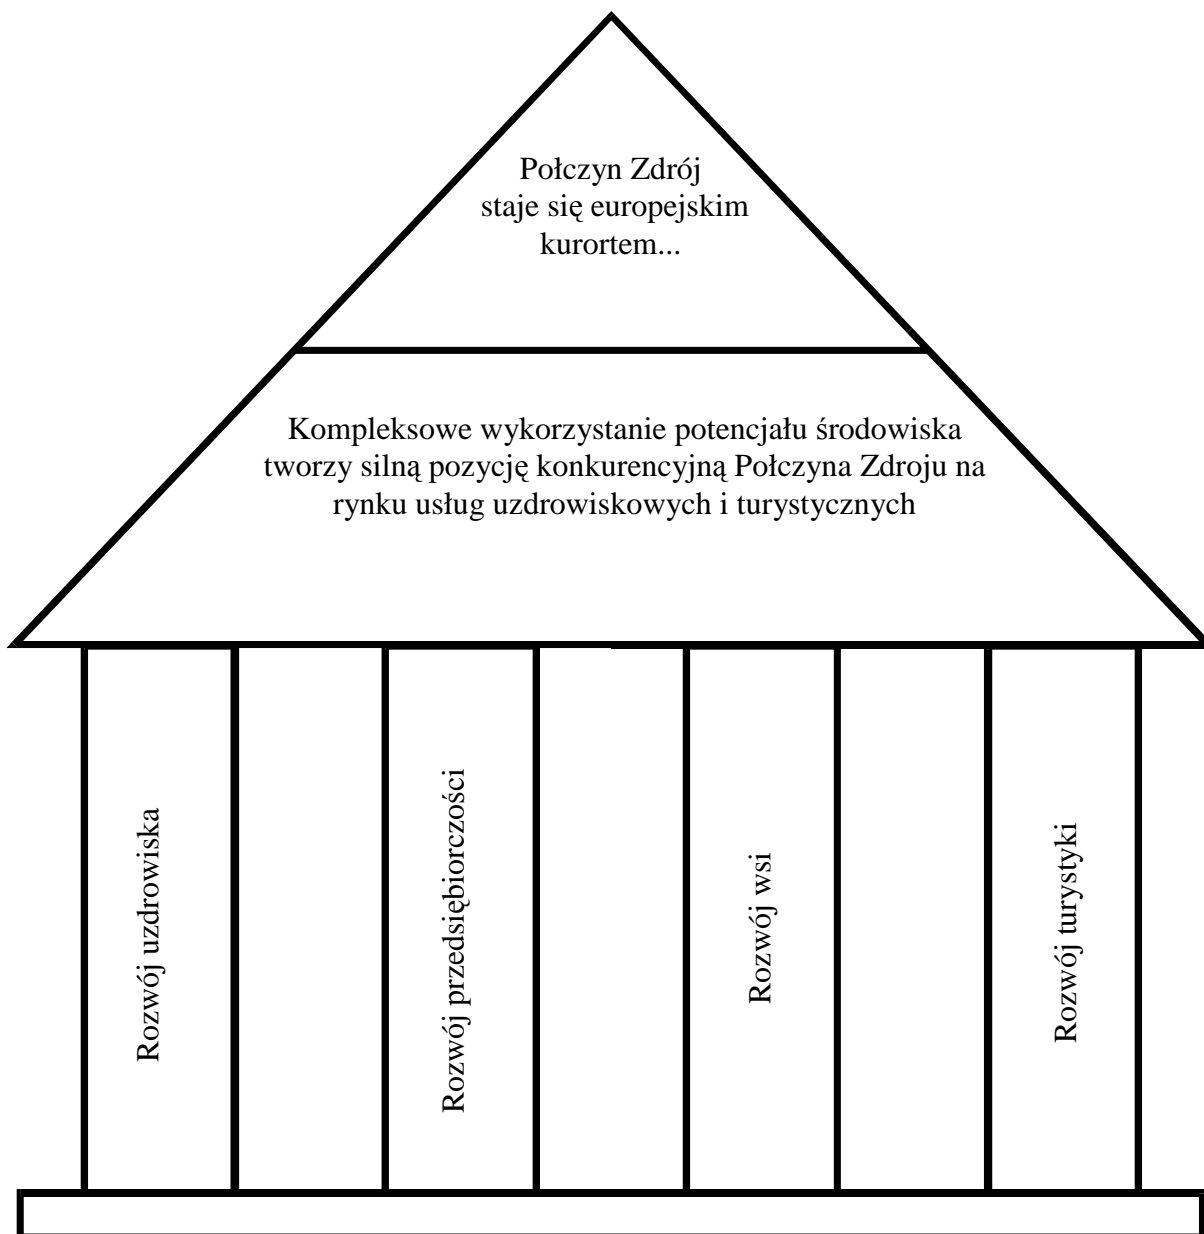 Połczyn Zdrój
staje się europejskim
kurortem...
Kompleksowe wykorzystanie potencjału środowiska
tworzy silną pozycję konkurencyjną Połczyna Zdroju na
rynku usług uzdrowiskowych i turystycznych
Rozwój uzdrowiska
Rozwój przedsiębiorczości
Rozwój wsi
Rozwój turystyki